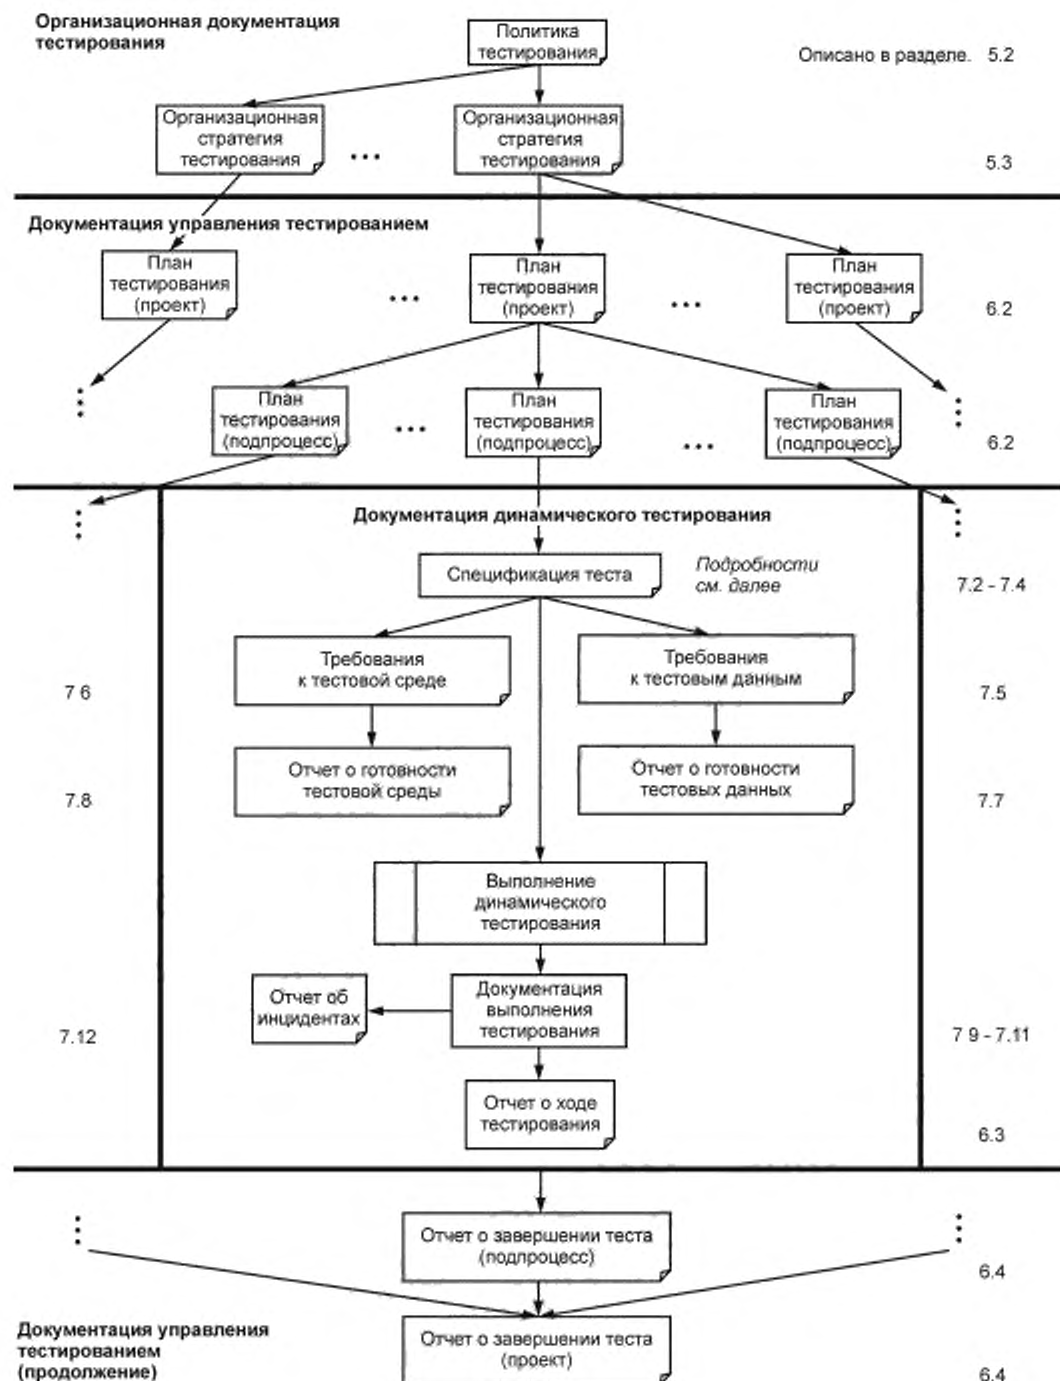 Организационная документация
тестирования
Политика
тестирования
Описано в разделе. 5.2
Организационная
стратегия
тестирования
...
Организационная
стратегия
тестирования
5.3
Документация управления тестированием
План
тестирования
(проект)
...
План
тестирования
(проект)
...
План
тестирования
(проект)
6.2
План
тестирования
(подпроцесс)
...
План
тестирования
(подпроцесс)
...
План
тестирования
(подпроцесс)
6.2
Документация динамического тестирования
Спецификация теста
Подробности
см. далее
7.2 - 7.4
Требования
к тестовой среде
Требования
к тестовым данным
7 6
7.5
Отчет о готовности
тестовой среды
Отчет о готовности
тестовых данных
7.8
7.7
Выполнение
динамического
тестирования
Отчет об
инцидентах
Документация
выполнения
тестирования
7.12
7 9 - 7.11
Отчет о ходе
тестирования
6.3
Отчет о завершении теста
(подпроцесс)
6.4
Документация управления
тестированием
(продолжение)
Отчет о завершении теста
(проект)
6.4